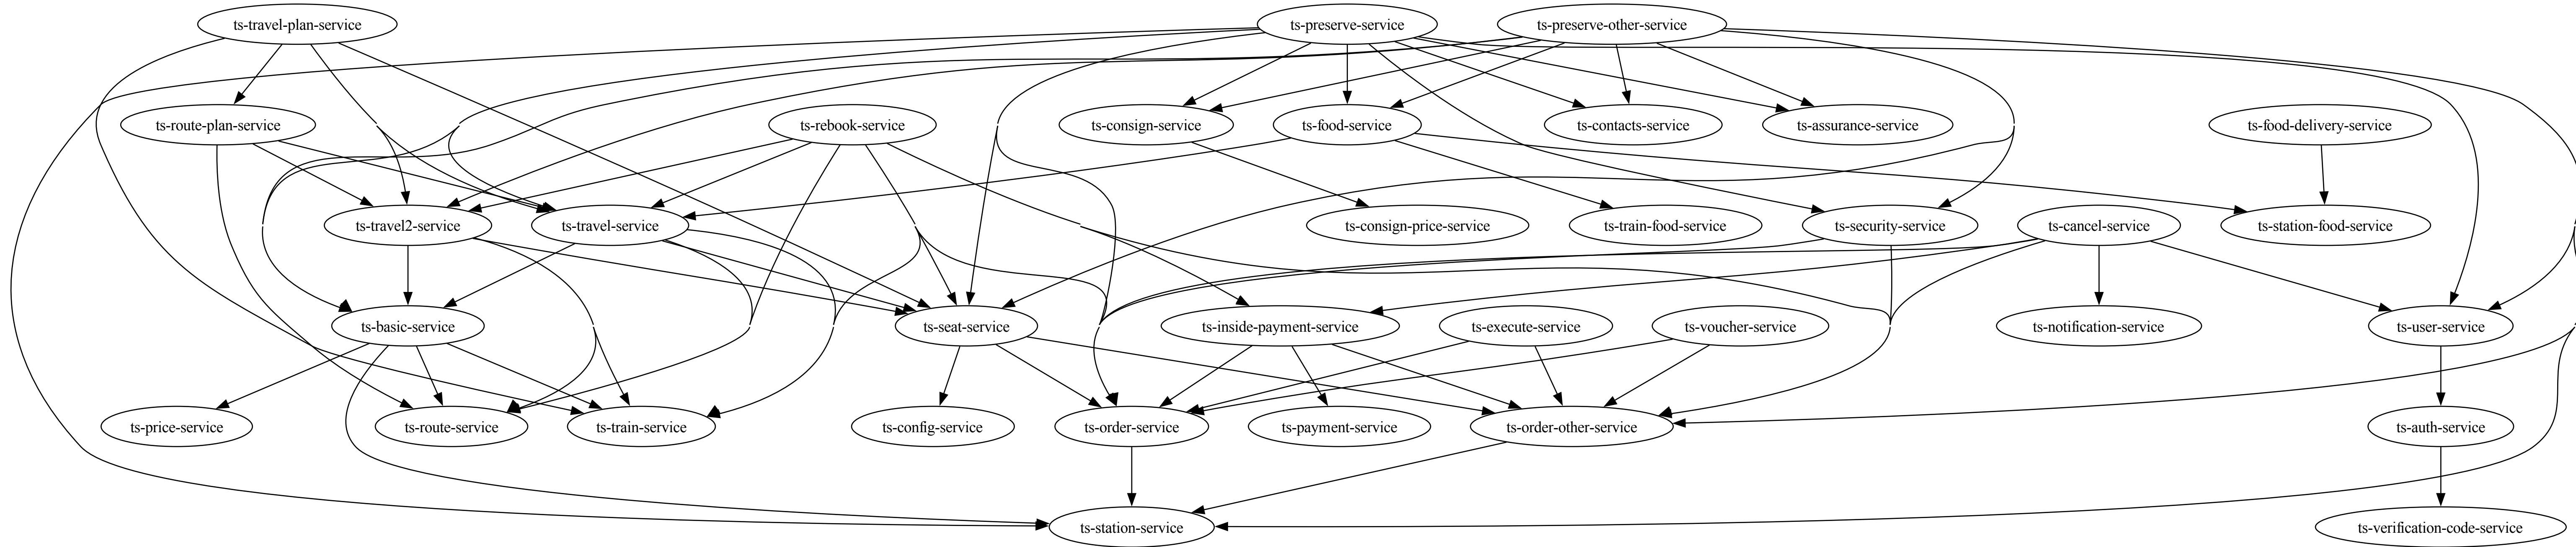 ts-travel-plan-service
ts-preserve-service
ts-preserve-other-service
ts-route-plan-service
ts-rebook-service
ts-consign-service
ts-food-service
ts-contacts-service
ts-assurance-service
ts-food-delivery-service
ts-travel2-service
ts-travel-service
ts-consign-price-service
ts-train-food-service
ts-security-service
ts-cancel-service
ts-station-food-service
ts-basic-service
ts-seat-service
ts-inside-payment-service
ts-execute-service
ts-voucher-service
ts-notification-service
ts-user-service
ts-price-service
ts-route-service
ts-train-service
ts-config-service
ts-order-service
ts-payment-service
ts-order-other-service
ts-auth-service
ts-station-service
ts-verification-code-service